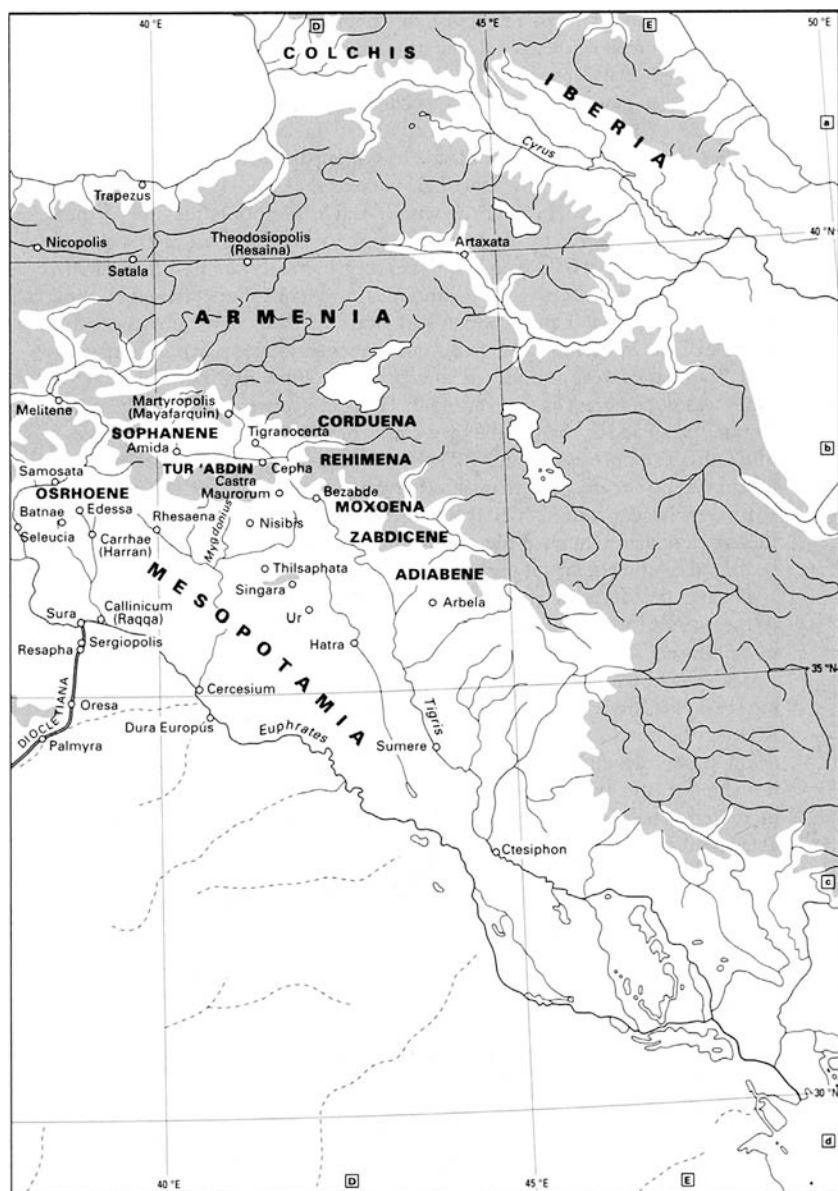 40 °E
D
45 °E
E
50 °E
COLCHIS
IBERIA
a
Cyrus
Trapezus
Nicopolis
Satala
Theodosiopolis
(Resaina)
Artaxata
40 °N
ARMENIA
Melitene
Martyropolis
(Mayafarquin)
CORDUENA
SOPHANENE
Tigranocerta
Amida
REHIMENA
b
TUR 'ABDIN
Cepha
Samosata
Castra
Maurorum
Bezabde
OSRHOENE
MOXOENA
Batnae
Edessa
Rhesaena
Mygdonius
Nisibis
Seleucia
Carrhae
(Harran)
ZABDICENE
MESOPOTAMIA
Thilsaphata
ADIABENE
Singara
Arbela
Sura
Callinicum
(Raqqa)
Ur
Resapha
Sergiopolis
Hatra
35 °N
DIOCLETIANA
Oresa
Cercesium
Tigris
Dura Europus
Euphrates
Palmyra
Sumere
Ctesiphon
c
30 °N
d
40 °E
D
45 °E
E